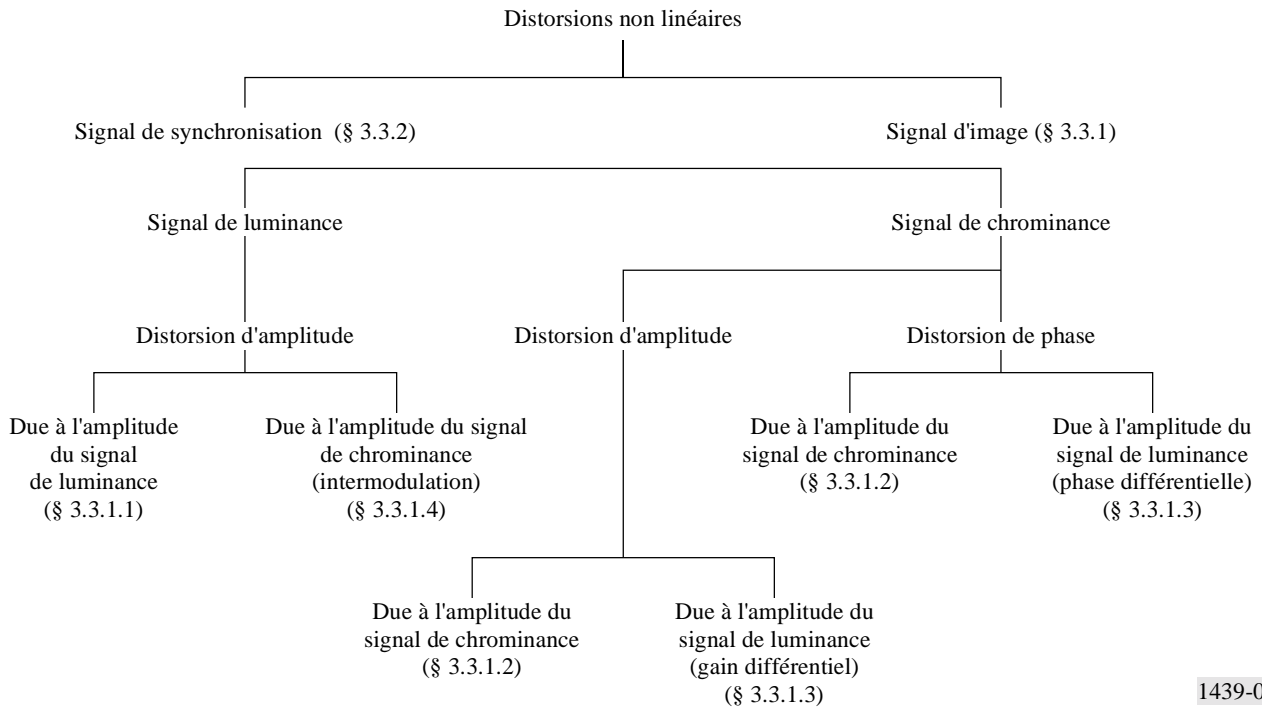 Distorsions non linéaires
Signal de synchronisation (§ 3.3.2)
Signal d'image (§ 3.3.1)
Signal de luminance
Signal de chrominance
Distorsion d'amplitude
Distorsion d'amplitude
Distorsion de phase
Due à l'amplitude
du signal
de luminance
(§ 3.3.1.1)
Due à l'amplitude du signal
de chrominance
(intermodulation)
(§ 3.3.1.4)
Due à l'amplitude du
signal de chrominance
(§ 3.3.1.2)
Due à l'amplitude du
signal de luminance
(phase différentielle)
(§ 3.3.1.3)
Due à l'amplitude du
signal de chrominance
(§ 3.3.1.2)
Due à l'amplitude du
signal de luminance
(gain différentiel)
(§ 3.3.1.3)
1439-0